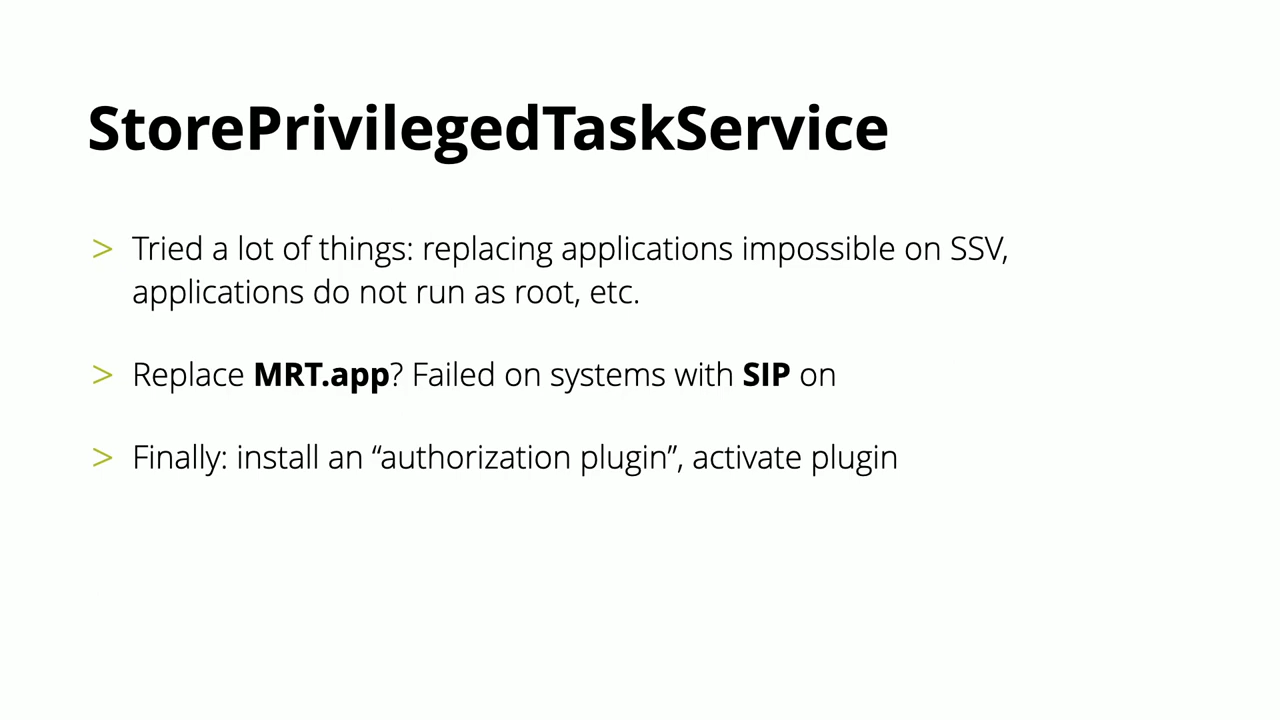 StorePrivilegedTaskService
> Tried a lot of things: replacing applications impossible on SSV,
applications do not run as root, etc.
> Replace MRT.app? Failed on systems with SIP on
> Finally: install an “authorization plugin”, activate plugin